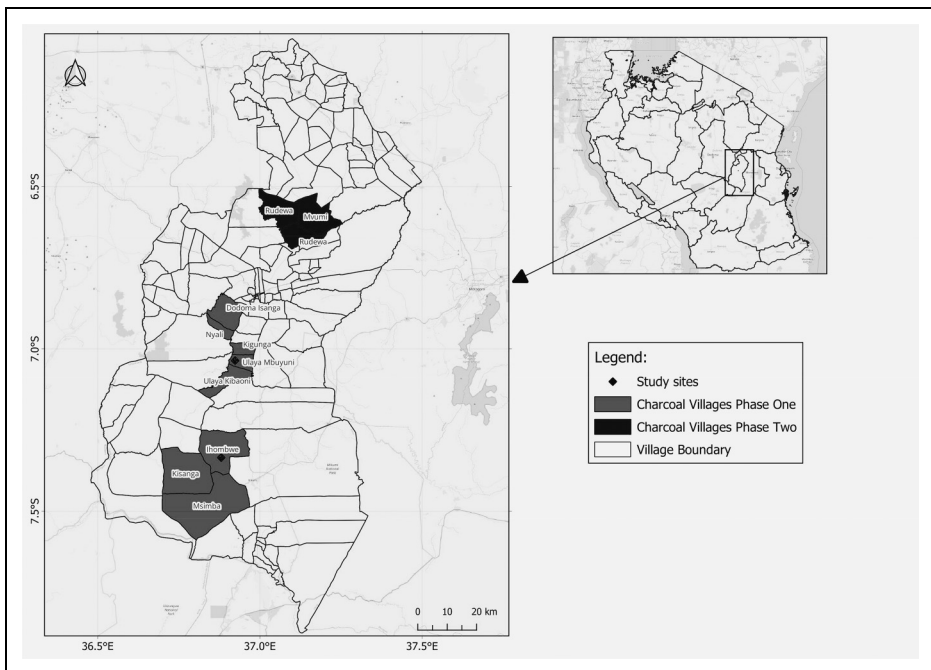 6.5°S
Rudewa
Mvumi
Rudewa
Dodoma Isanga
Nyali
Kigunga
7.0°S
Ulaya Mbuyuni
Ulaya Kibaoni
Ihombwe
Kisanga
Msimba
7.5°S
0 10 20 km
36.5°E 37.0°E 37.5°E
Legend:
Study sites
Charcoal Villages Phase One
Charcoal Villages Phase Two
Village Boundary